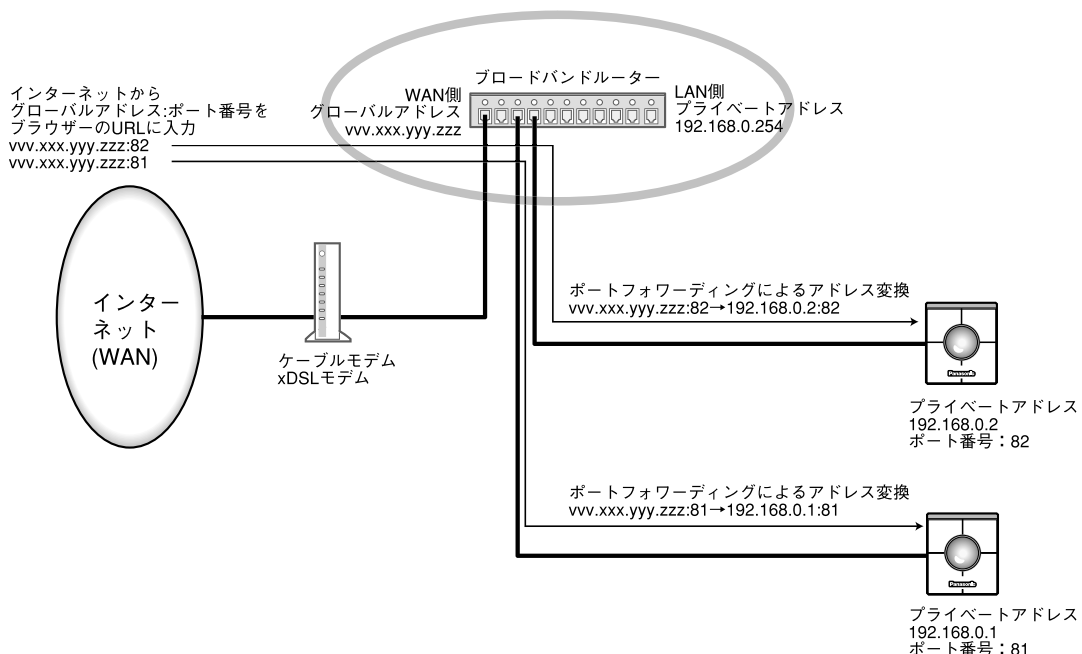 ブロードバンドルーター
WAN側
グローバルアドレス
vvv.xxx.yyy.zzz
LAN側
プライベートアドレス
192.168.0.254
インターネットから
グローバルアドレス:ポート番号を
ブラウザーのURLに入力
vvv.xxx.yyy.zzz:82
vvv.xxx.yyy.zzz:81
インター
ネット
(WAN)
ケーブルモデム
xDSLモデム
ポートフォワーディングによるアドレス変換
vvv.xxx.yyy.zzz:82→192.168.0.2:82
Panasonic
プライベートアドレス
192.168.0.2
ポート番号：82
ポートフォワーディングによるアドレス変換
vvv.xxx.yyy.zzz:81→192.168.0.1:81
Panasonic
プライベートアドレス
192.168.0.1
ポート番号：81